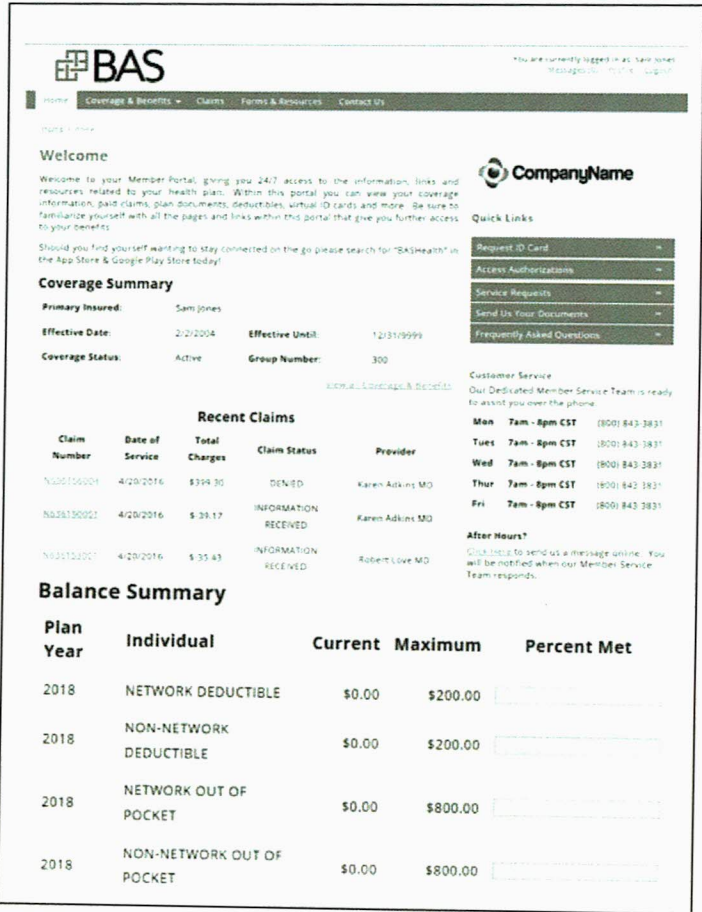 BAS
You are currently logged in as: Sam Jones
Messages Logout
Home Coverage & Benefits Claims Forms & Resources Contact Us
Welcome
Welcome to your Member Portal, giving you 24/7 access to the information, links and
resources related to your health plan. Within this portal you can view your coverage
information, paid claims, plan documents, deductibles, virtual ID cards and more. Be sure to
familiarize yourself with all the pages and links within this portal that give you further access
to your benefits.
Should you find yourself wanting to stay connected on the go please search for "BASHealth" in
the App Store & Google Play Store today!
Coverage Summary
Primary Insured: Sam Jones
Effective Date: 2/2/2004 Effective Until: 12/31/9999
Coverage Status: Active Group Number: 300
View all Coverage & Benefits
Recent Claims
Claim Number Date of Service Total Charges Claim Status Provider
4/20/2016 $399.30 DENIED Karen Adkins MD
4/20/2016 $39.17 INFORMATION RECEIVED Karen Adkins MD
4/20/2016 $35.43 INFORMATION RECEIVED Robert Love MD
CompanyName
Quick Links
Request ID Card
Access Authorizations
Service Requests
Send Us Your Documents
Frequently Asked Questions
Customer Service
Our Dedicated Member Service Team is ready
to assist you over the phone.
Mon 7am - 8pm CST (800) 843-3831
Tues 7am - 8pm CST (800) 843-3831
Wed 7am - 8pm CST (800) 843-3831
Thur 7am - 8pm CST (800) 843-3831
Fri 7am - 8pm CST (800) 843-3831
After Hours?
Click Here to send us a message online. You
will be notified when our Member Service
Team responds.
Balance Summary
Plan Year Individual Current Maximum Percent Met
2018 NETWORK DEDUCTIBLE $0.00 $200.00
2018 NON-NETWORK DEDUCTIBLE $0.00 $200.00
2018 NETWORK OUT OF POCKET $0.00 $800.00
2018 NON-NETWORK OUT OF POCKET $0.00 $800.00